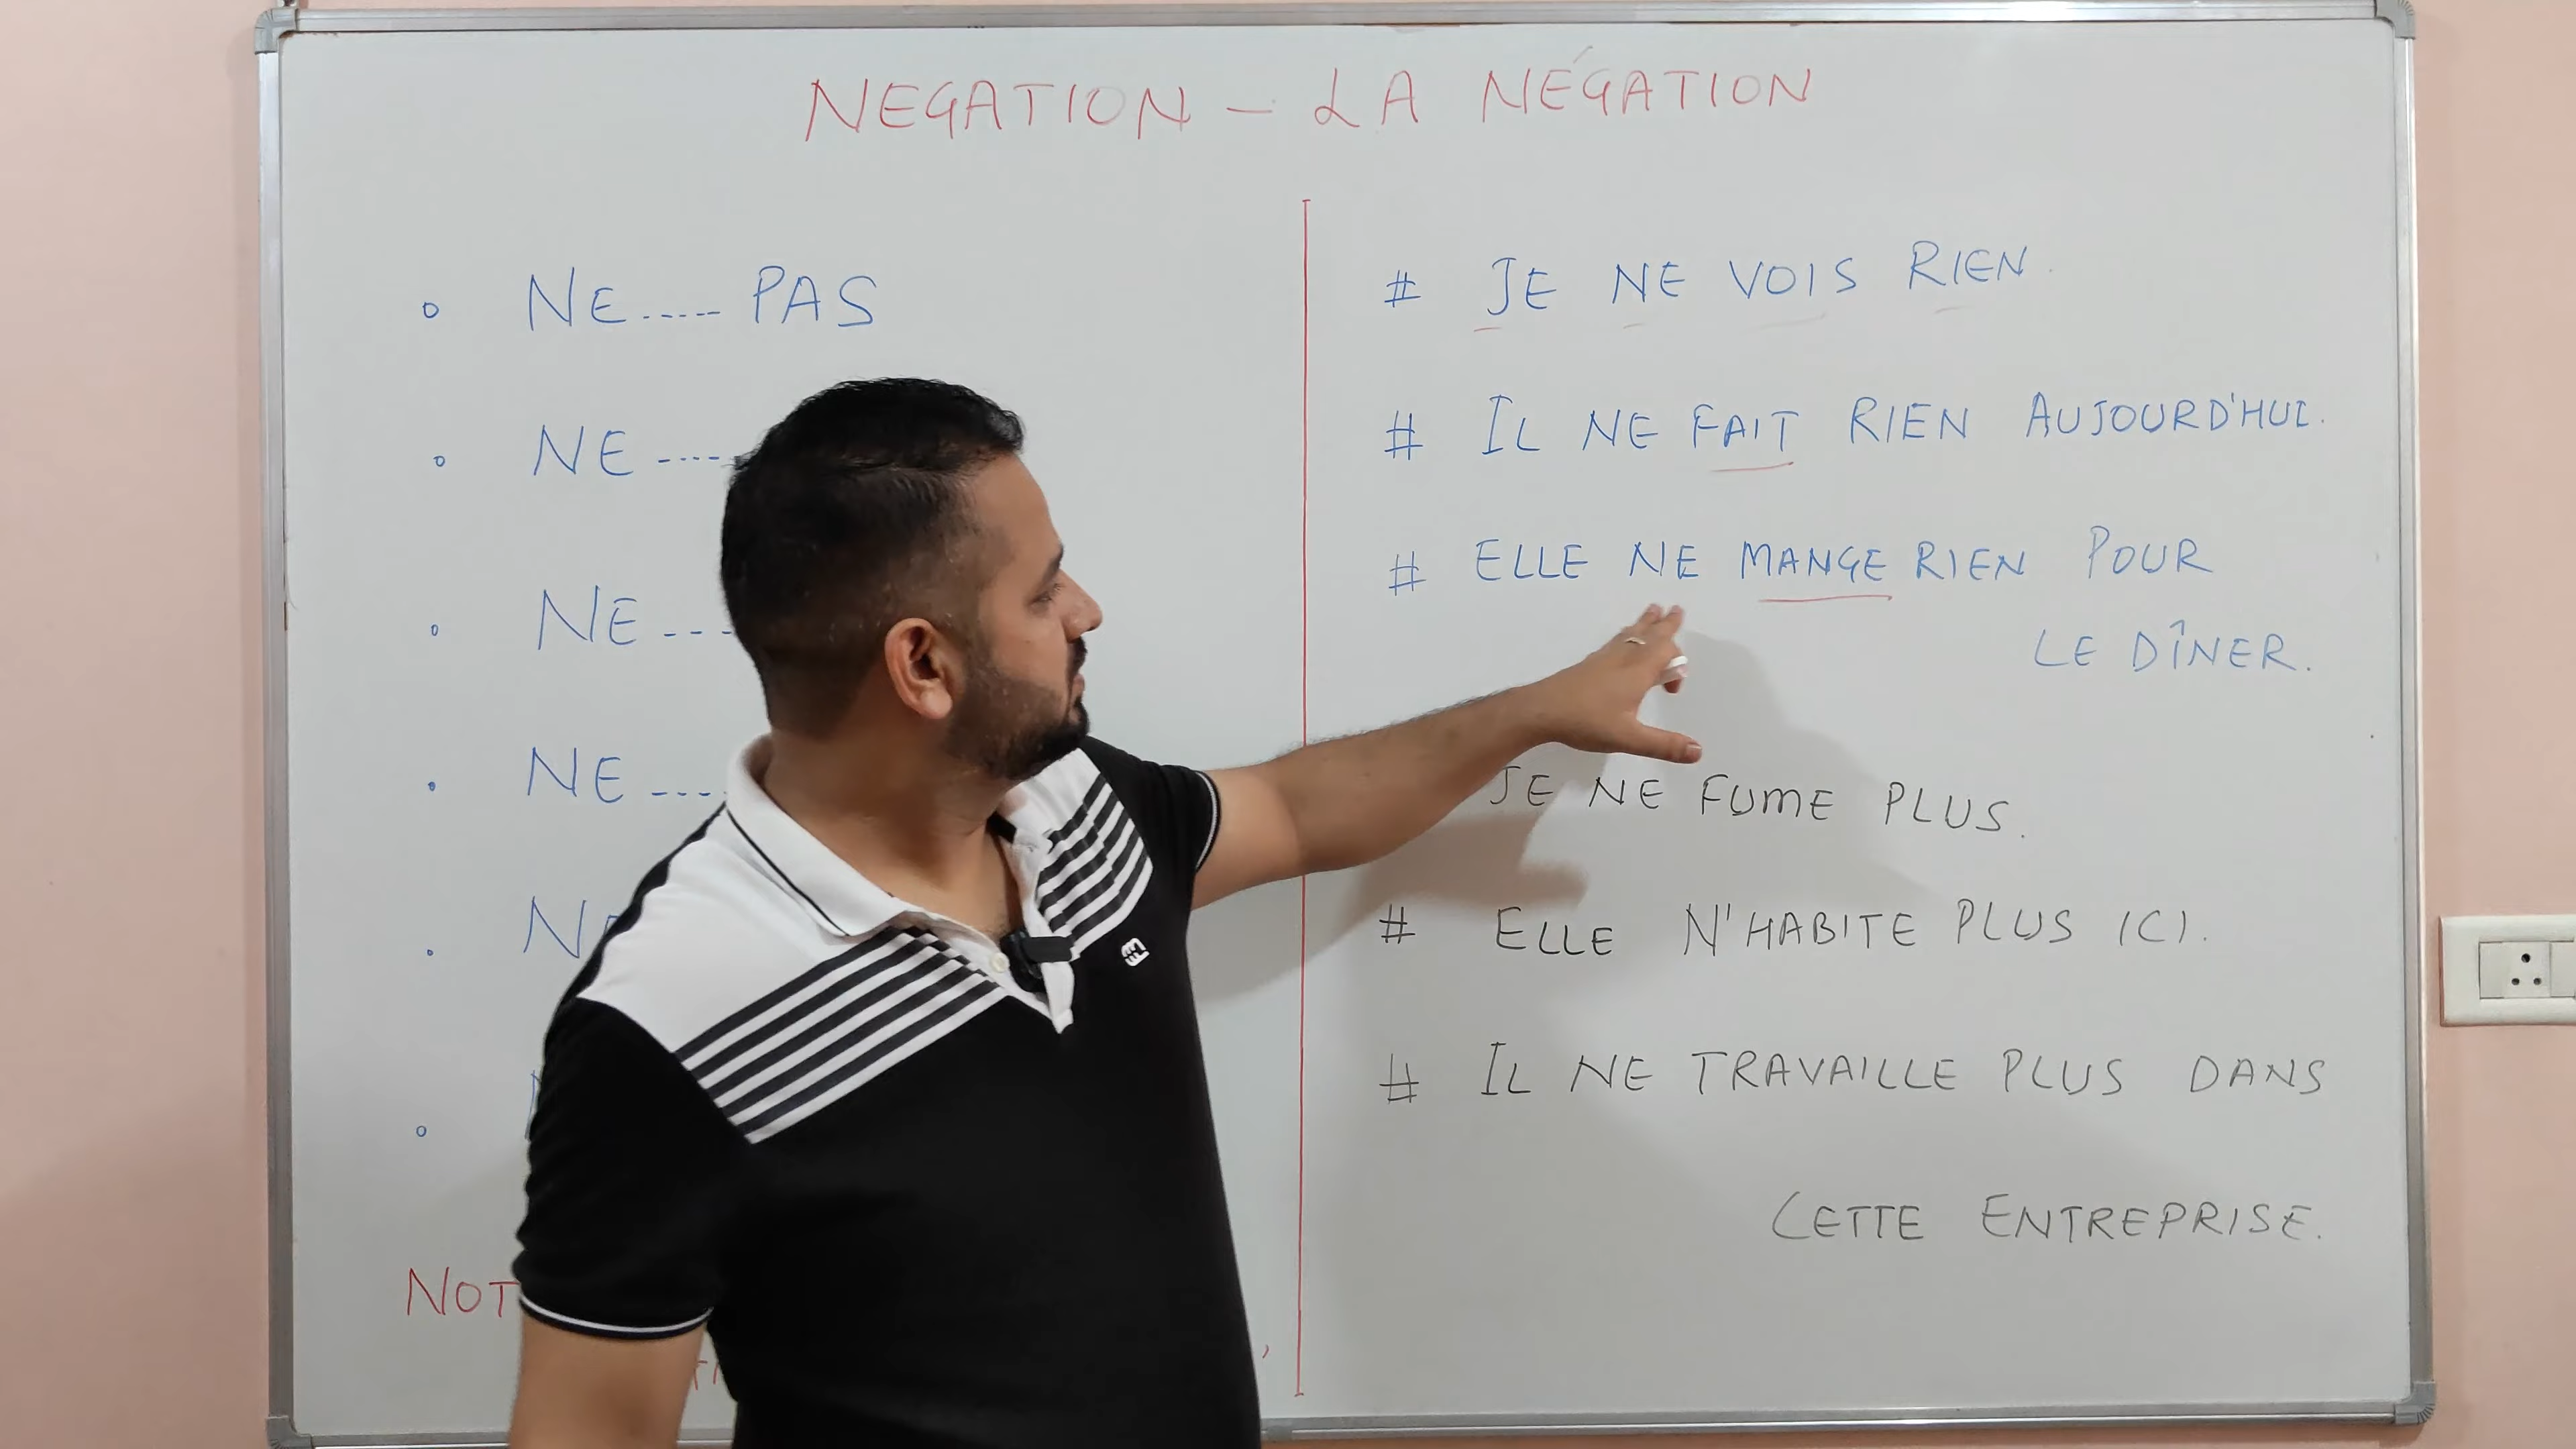 NEGATION - LA NÉGATION
° NE ..... PAS
° NE ----
° NE ---
. NE ----
.
°
# JE NE VOIS RIEN.
# IL NE FAIT RIEN AUJOURD'HUI.
# ELLE NE MANGE RIEN POUR
LE DÎNER.
JE NE FUME PLUS.
# ELLE N'HABITE PLUS ICI.
# IL NE TRAVAILLE PLUS DANS
CETTE ENTREPRISE.